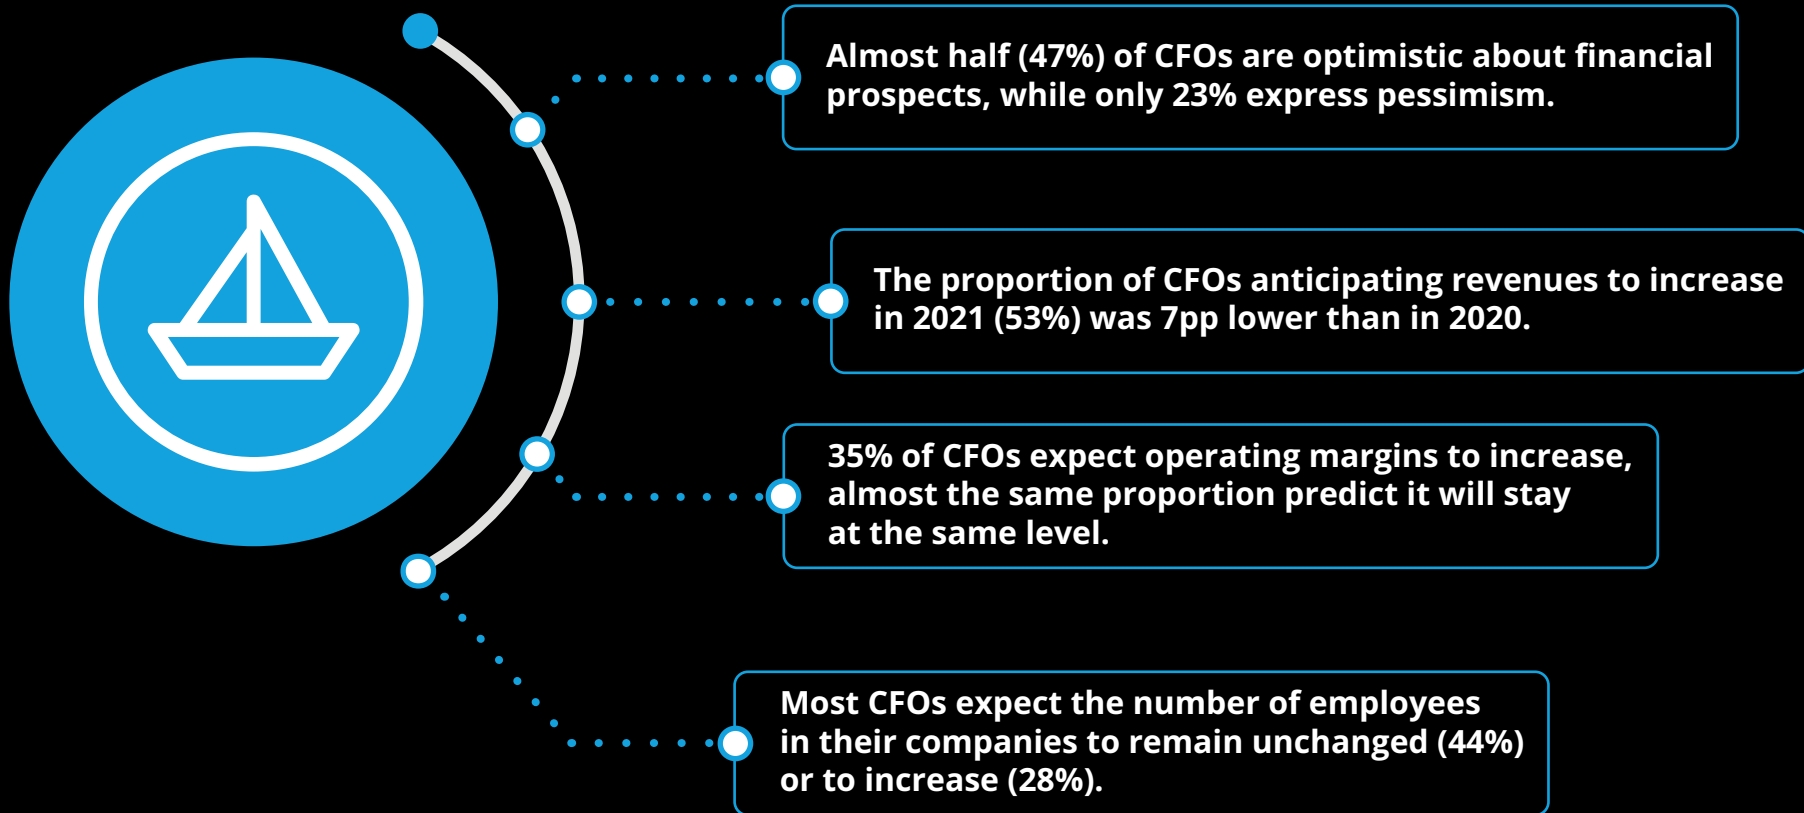 Almost half (47%) of CFOs are optimistic about financial
prospects, while only 23% express pessimism.
The proportion of CFOs anticipating revenues to increase
in 2021 (53%) was 7pp lower than in 2020.
35% of CFOs expect operating margins to increase,
almost the same proportion predict it will stay
at the same level.
Most CFOs expect the number of employees
in their companies to remain unchanged (44%)
or to increase (28%).